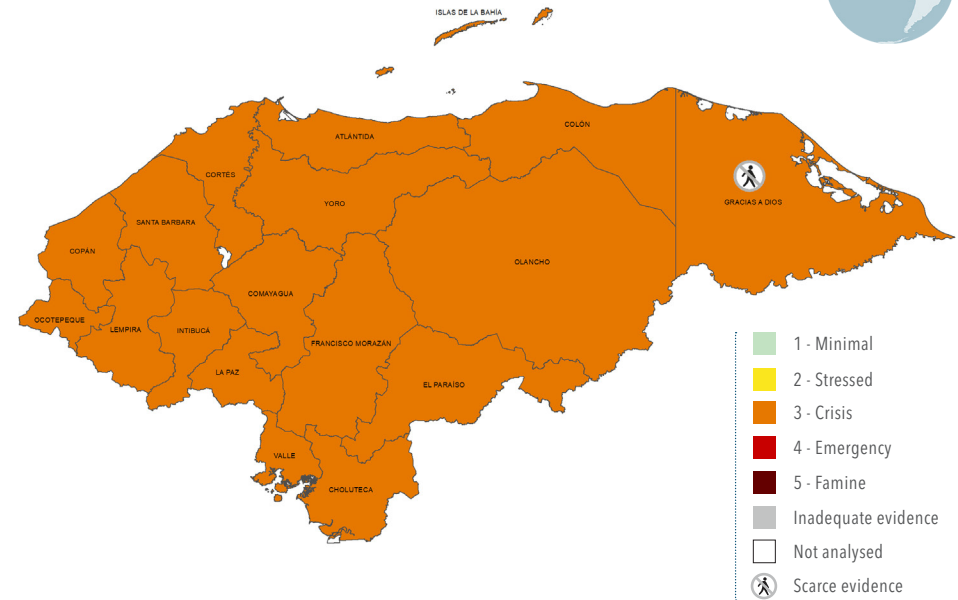 ISLAS DE LA BAHÍA
ATLÁNTIDA
COLÓN
CORTÉS
YORO
GRACIAS A DIOS
SANTA BARBARA
COPÁN
OLANCHO
COMAYAGUA
OCOTEPEQUE
LEMPIRA
INTIBUCÁ
FRANCISCO MORAZÁN
LA PAZ
EL PARAÍSO
VALLE
CHOLUTECA
1 - Minimal
2 - Stressed
3 - Crisis
4 - Emergency
5 - Famine
Inadequate evidence
Not analysed
Scarce evidence